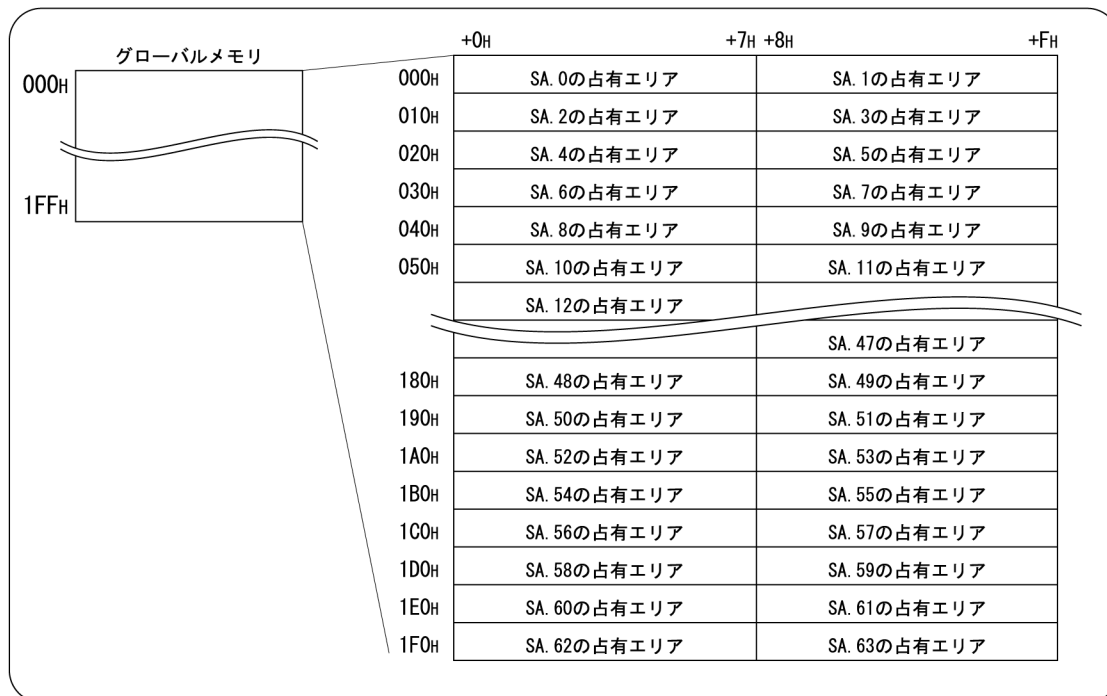 グローバルメモリ
000H
1FFH
+0H +7H +8H +FH
000H SA. 0の占有エリア SA. 1の占有エリア
010H SA. 2の占有エリア SA. 3の占有エリア
020H SA. 4の占有エリア SA. 5の占有エリア
030H SA. 6の占有エリア SA. 7の占有エリア
040H SA. 8の占有エリア SA. 9の占有エリア
050H SA. 10の占有エリア SA. 11の占有エリア
SA. 12の占有エリア
SA. 47の占有エリア
180H SA. 48の占有エリア SA. 49の占有エリア
190H SA. 50の占有エリア SA. 51の占有エリア
1A0H SA. 52の占有エリア SA. 53の占有エリア
1B0H SA. 54の占有エリア SA. 55の占有エリア
1C0H SA. 56の占有エリア SA. 57の占有エリア
1D0H SA. 58の占有エリア SA. 59の占有エリア
1E0H SA. 60の占有エリア SA. 61の占有エリア
1F0H SA. 62の占有エリア SA. 63の占有エリア